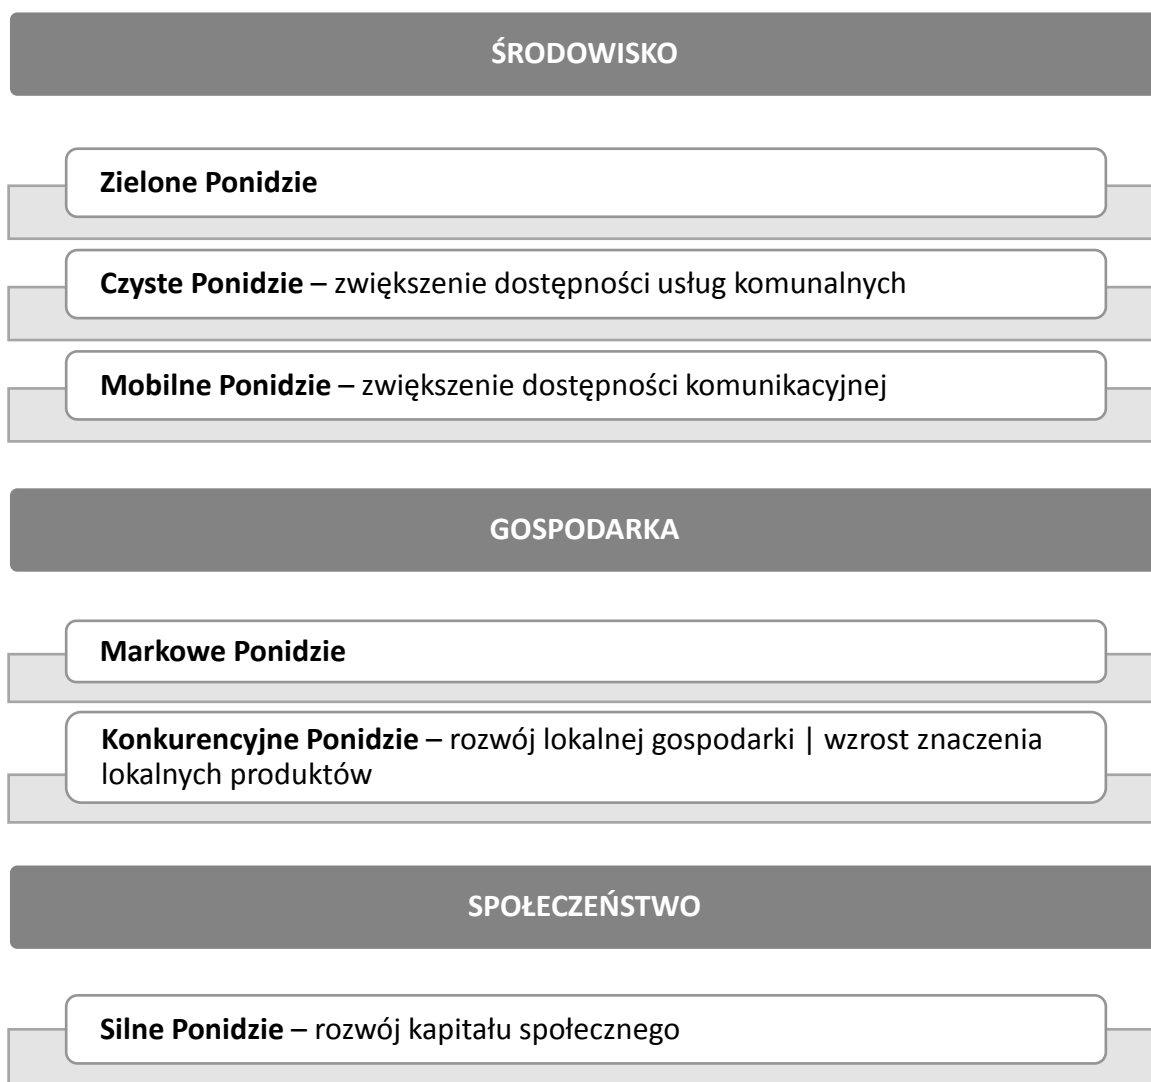 ŚRODOWISKO
Zielone Ponidzie
Czyste Ponidzie – zwiększenie dostępności usług komunalnych
Mobilne Ponidzie – zwiększenie dostępności komunikacyjnej
GOSPODARKA
Markowe Ponidzie
Konkurencyjne Ponidzie – rozwój lokalnej gospodarki | wzrost znaczenia
lokalnych produktów
SPOŁECZEŃSTWO
Silne Ponidzie – rozwój kapitału społecznego